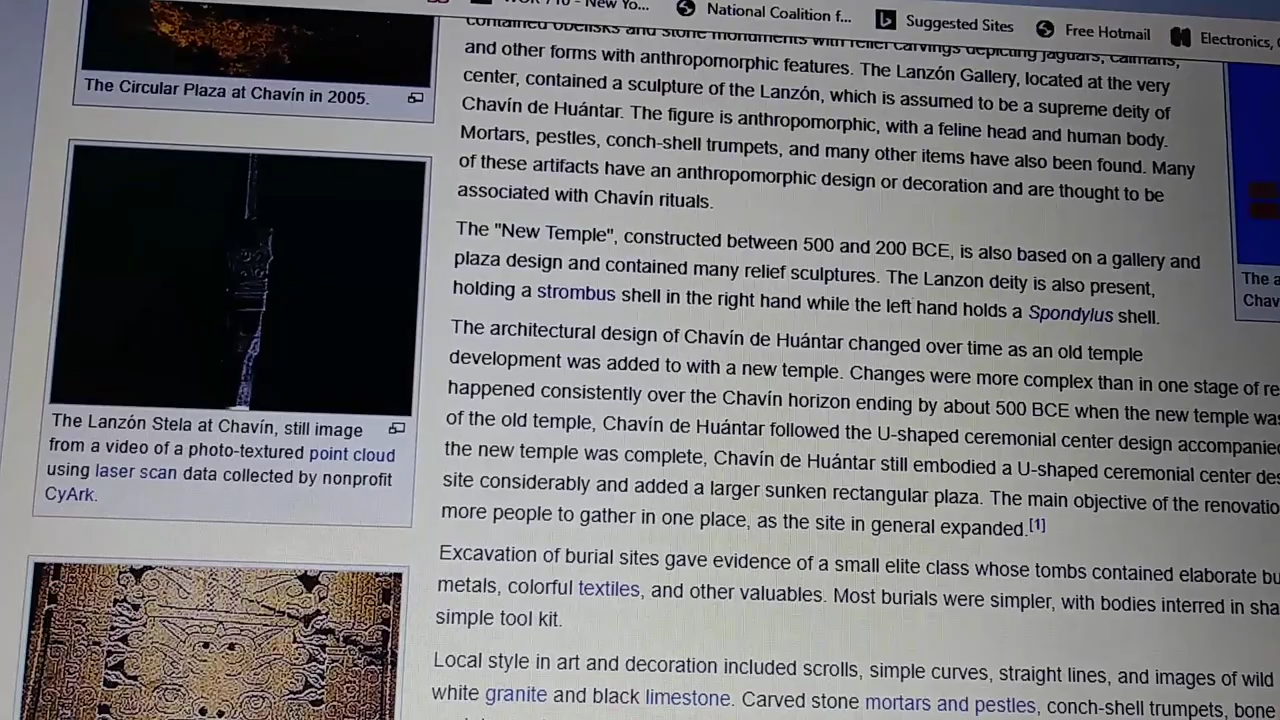 New Yo...
National Coalition f...
Suggested Sites
Free Hotmail
Electronics,
The Circular Plaza at Chavín in 2005.
The Lanzón Stela at Chavín, still image
from a video of a photo-textured point cloud
using laser scan data collected by nonprofit
CyArk.
contained obelisks and stone monuments with relief carvings depicting jaguars, caimans,
and other forms with anthropomorphic features. The Lanzón Gallery, located at the very
center, contained a sculpture of the Lanzón, which is assumed to be a supreme deity of
Chavín de Huántar. The figure is anthropomorphic, with a feline head and human body.
Mortars, pestles, conch-shell trumpets, and many other items have also been found. Many
of these artifacts have an anthropomorphic design or decoration and are thought to be
associated with Chavín rituals.
The "New Temple", constructed between 500 and 200 BCE, is also based on a gallery and
plaza design and contained many relief sculptures. The Lanzon deity is also present,
holding a strombus shell in the right hand while the left hand holds a Spondylus shell.
The architectural design of Chavín de Huántar changed over time as an old temple
development was added to with a new temple. Changes were more complex than in one stage of re
happened consistently over the Chavín horizon ending by about 500 BCE when the new temple wa
of the old temple, Chavín de Huántar followed the U-shaped ceremonial center design accompanie
the new temple was complete, Chavín de Huántar still embodied a U-shaped ceremonial center des
site considerably and added a larger sunken rectangular plaza. The main objective of the renovatio
more people to gather in one place, as the site in general expanded.[1]
Excavation of burial sites gave evidence of a small elite class whose tombs contained elaborate bu
metals, colorful textiles, and other valuables. Most burials were simpler, with bodies interred in sha
simple tool kit.
Local style in art and decoration included scrolls, simple curves, straight lines, and images of wild
white granite and black limestone. Carved stone mortars and pestles, conch-shell trumpets, bone
The a
Chav